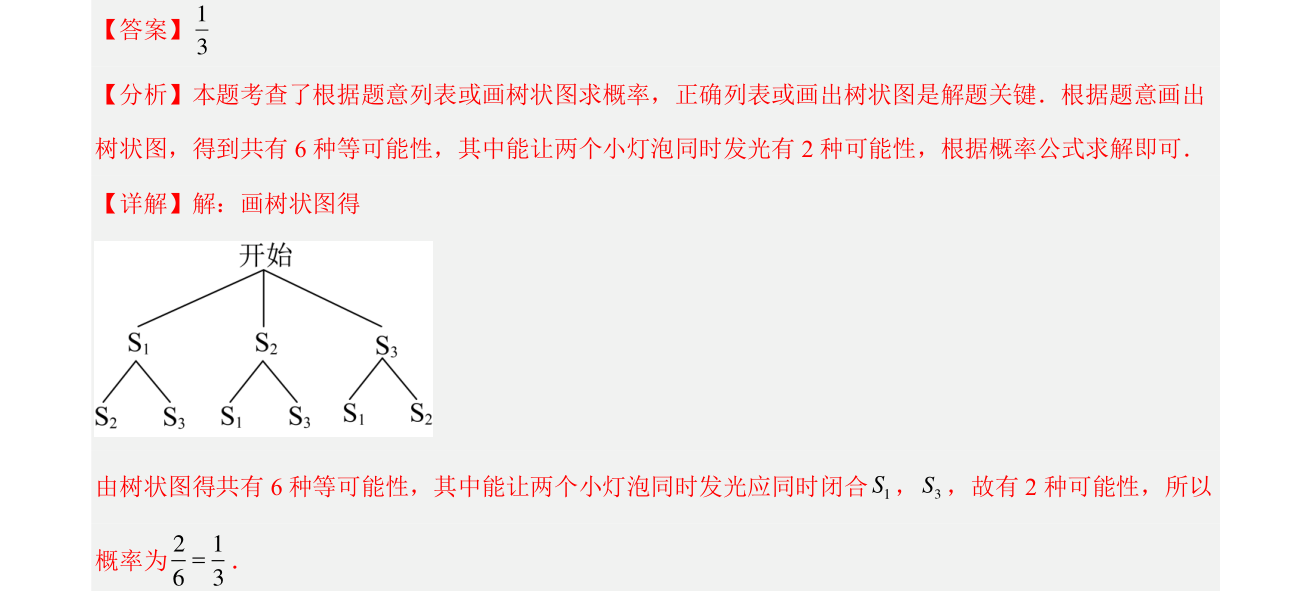 【答案】1/3
【分析】本题考查了根据题意列表或画树状图求概率，正确列表或画出树状图是解题关键．根据题意画出
树状图，得到共有 6 种等可能性，其中能让两个小灯泡同时发光有 2 种可能性，根据概率公式求解即可．
【详解】解：画树状图得
开始
S₁ S₂ S₃
S₂ S₃ S₁ S₃ S₁ S₂
由树状图得共有 6 种等可能性，其中能让两个小灯泡同时发光应同时闭合 S₁，S₃，故有 2 种可能性，所以
概率为 2/6 = 1/3．